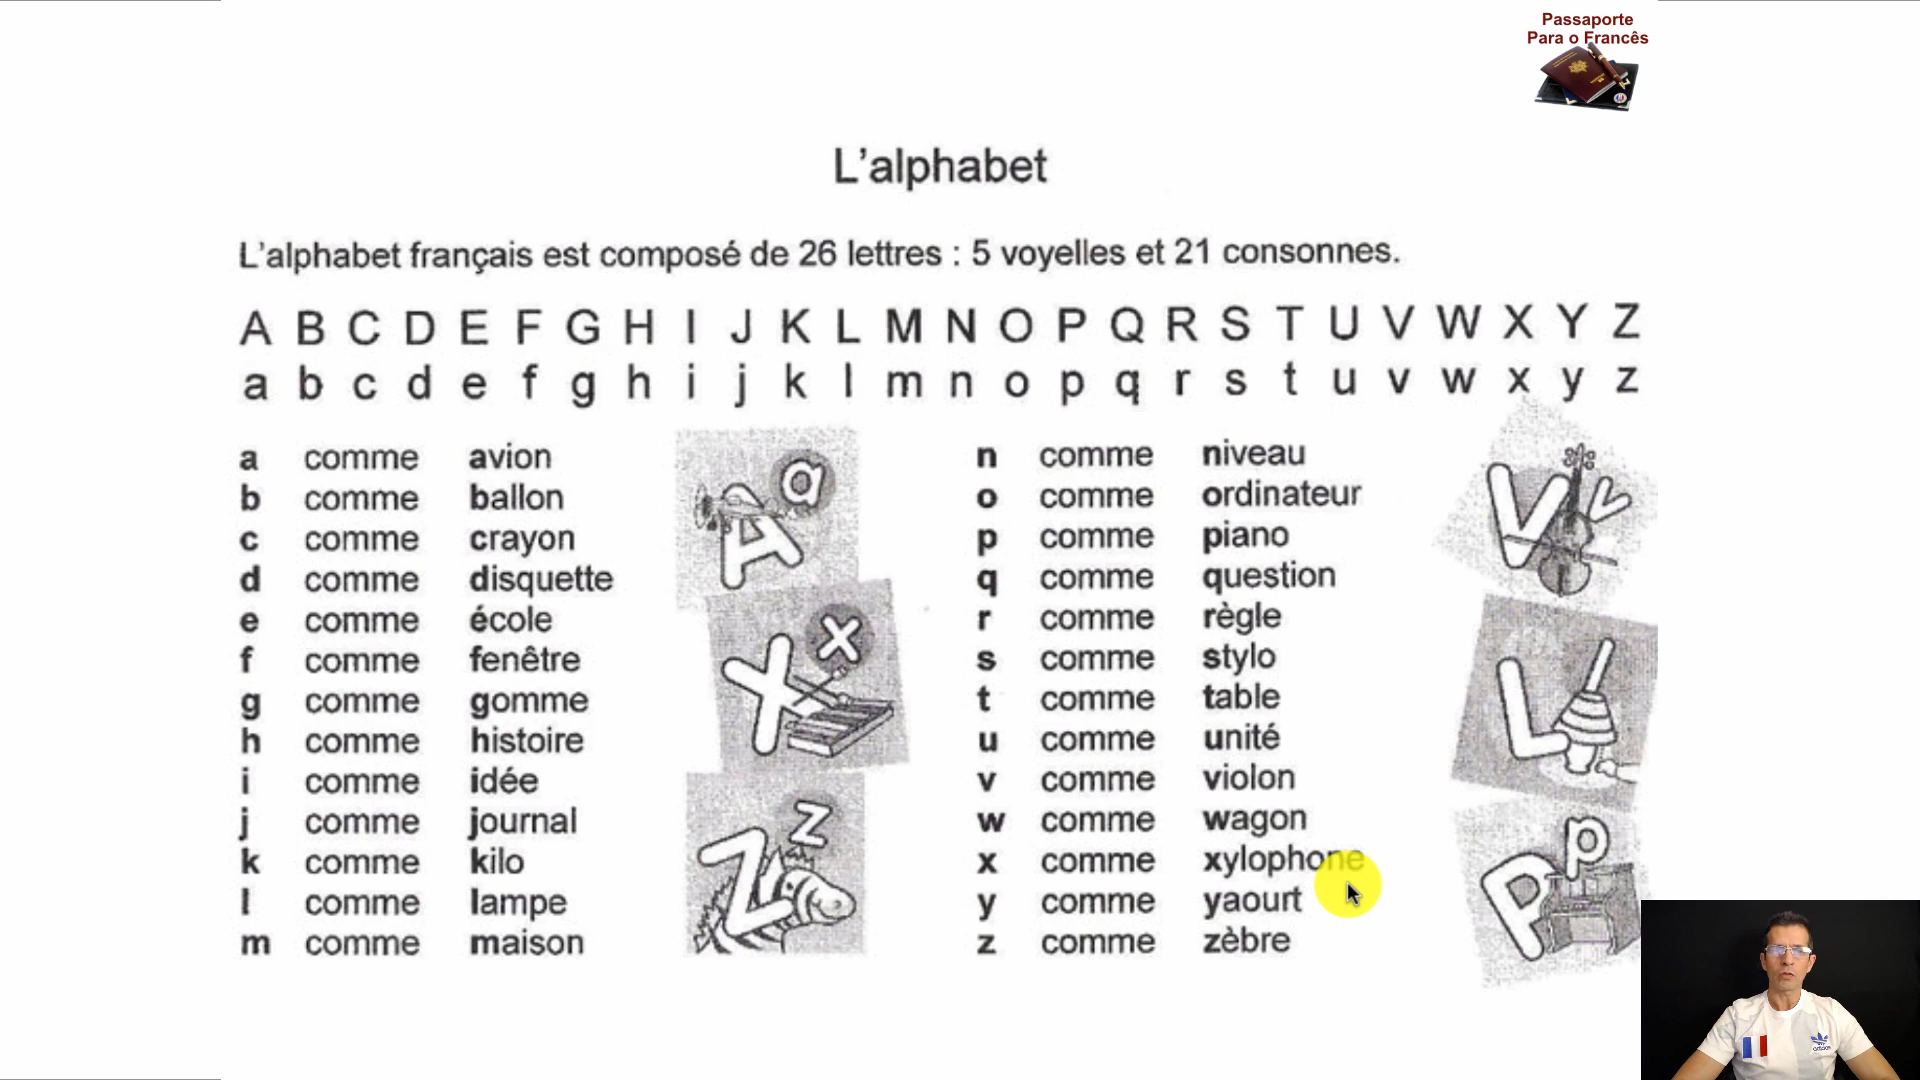 Passaporte
Para o Francês
L'alphabet
L'alphabet français est composé de 26 lettres : 5 voyelles et 21 consonnes.
A B C D E F G H I J K L M N O P Q R S T U V W X Y Z
a b c d e f g h i j k l m n o p q r s t u v w x y z
a comme avion
b comme ballon
c comme crayon
d comme disquette
e comme école
f comme fenêtre
g comme gomme
h comme histoire
i comme idée
j comme journal
k comme kilo
l comme lampe
m comme maison
A a
X x
Z z
n comme niveau
o comme ordinateur
p comme piano
q comme question
r comme règle
s comme stylo
t comme table
u comme unité
v comme violon
w comme wagon
x comme xylophone
y comme yaourt
z comme zèbre
V v
L
P p
adidas